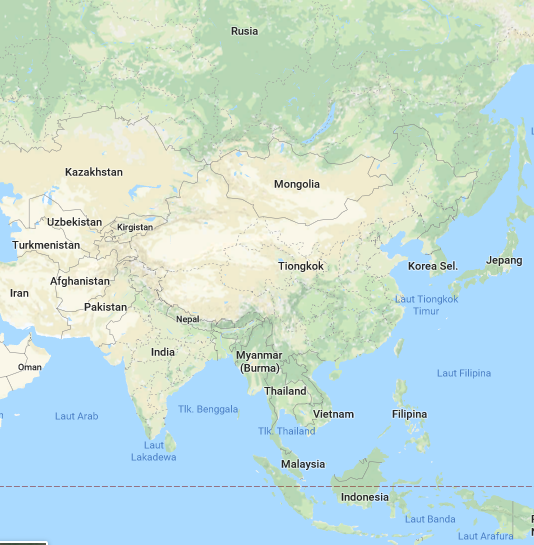 Rusia
Kazakhstan
Mongolia
Uzbekistan
Kirgistan
Turkmenistan
Tiongkok
Korea Sel.
Jepang
Afghanistan
Iran
Pakistan
Laut Tiongkok
Timur
Nepal
India
Myanmar
(Burma)
Oman
Laut Filipina
Thailand
Tlk. Benggala
Laut Arab
Vietnam
Filipina
Tlk. Thailand
Laut
Lakadewa
Malaysia
Indonesia
Laut Banda
Laut Arafura